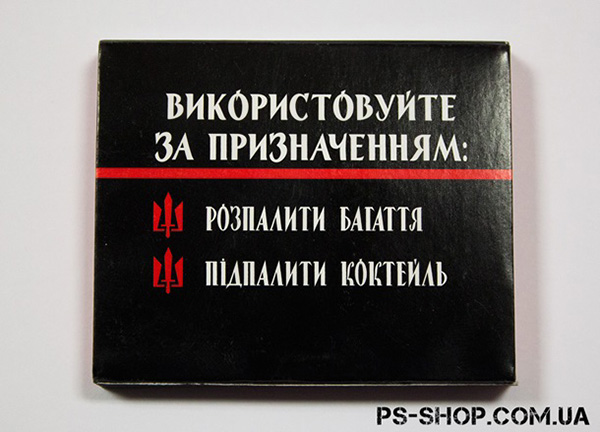 ВИКОРИСТОВУЙТЕ
ЗА ПРИЗНАЧЕННЯМ:
РОЗПАЛИТИ БАГАТТЯ
ПІДПАЛИТИ КОКТЕЙЛЬ
PS-SHOP.COM.UA